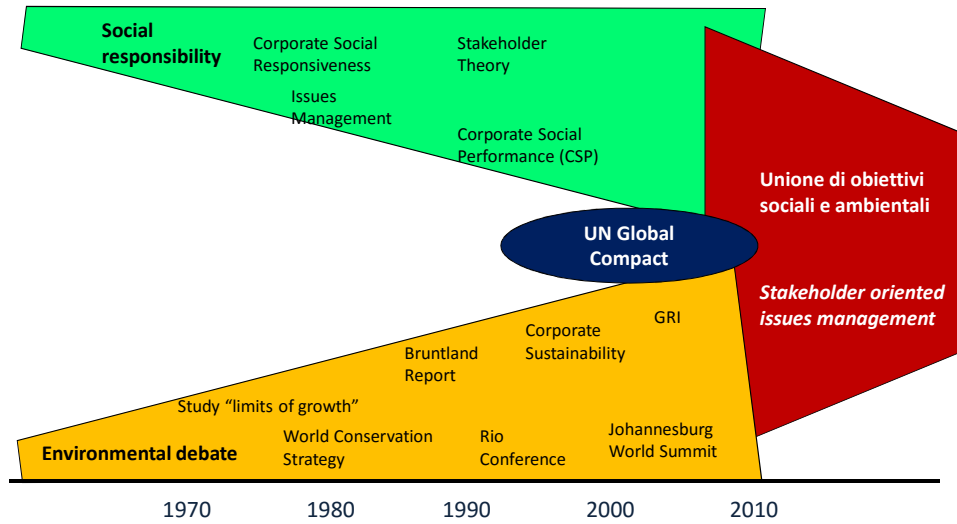 Social
responsibility
Corporate Social
Responsiveness
Stakeholder
Theory
Issues
Management
Corporate Social
Performance (CSP)
Unione di obiettivi
sociali e ambientali
UN Global
Compact
Stakeholder oriented
issues management
GRI
Corporate
Sustainability
Bruntland
Report
Study “limits of growth”
World Conservation
Strategy
Rio
Conference
Johannesburg
World Summit
Environmental debate
1970 1980 1990 2000 2010